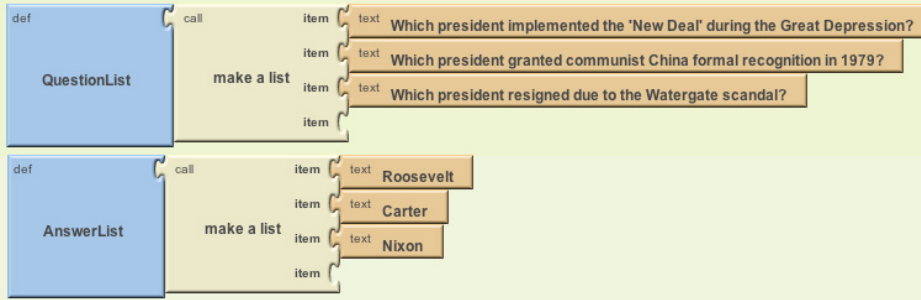 def call item text Which president implemented the 'New Deal' during the Great Depression?
item text Which president granted communist China formal recognition in 1979?
QuestionList make a list item text Which president resigned due to the Watergate scandal?
item
def call item text Roosevelt
item text Carter
AnswerList make a list item text Nixon
item